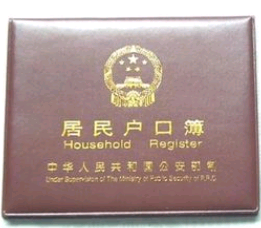 居民户口簿
Household Register
中华人民共和国公安部制
Under Supervision of The Ministry of Public Security of P.R.C